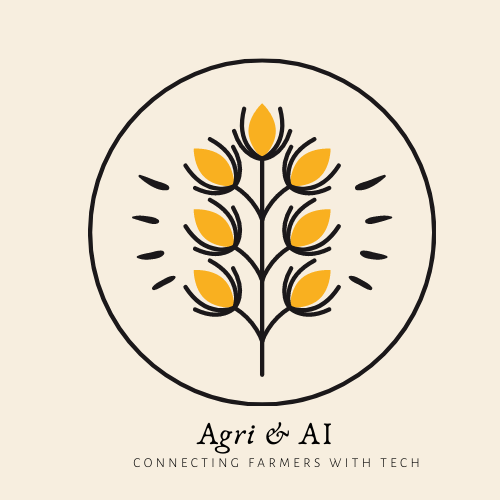 Agri & AI
CONNECTING FARMERS WITH TECH